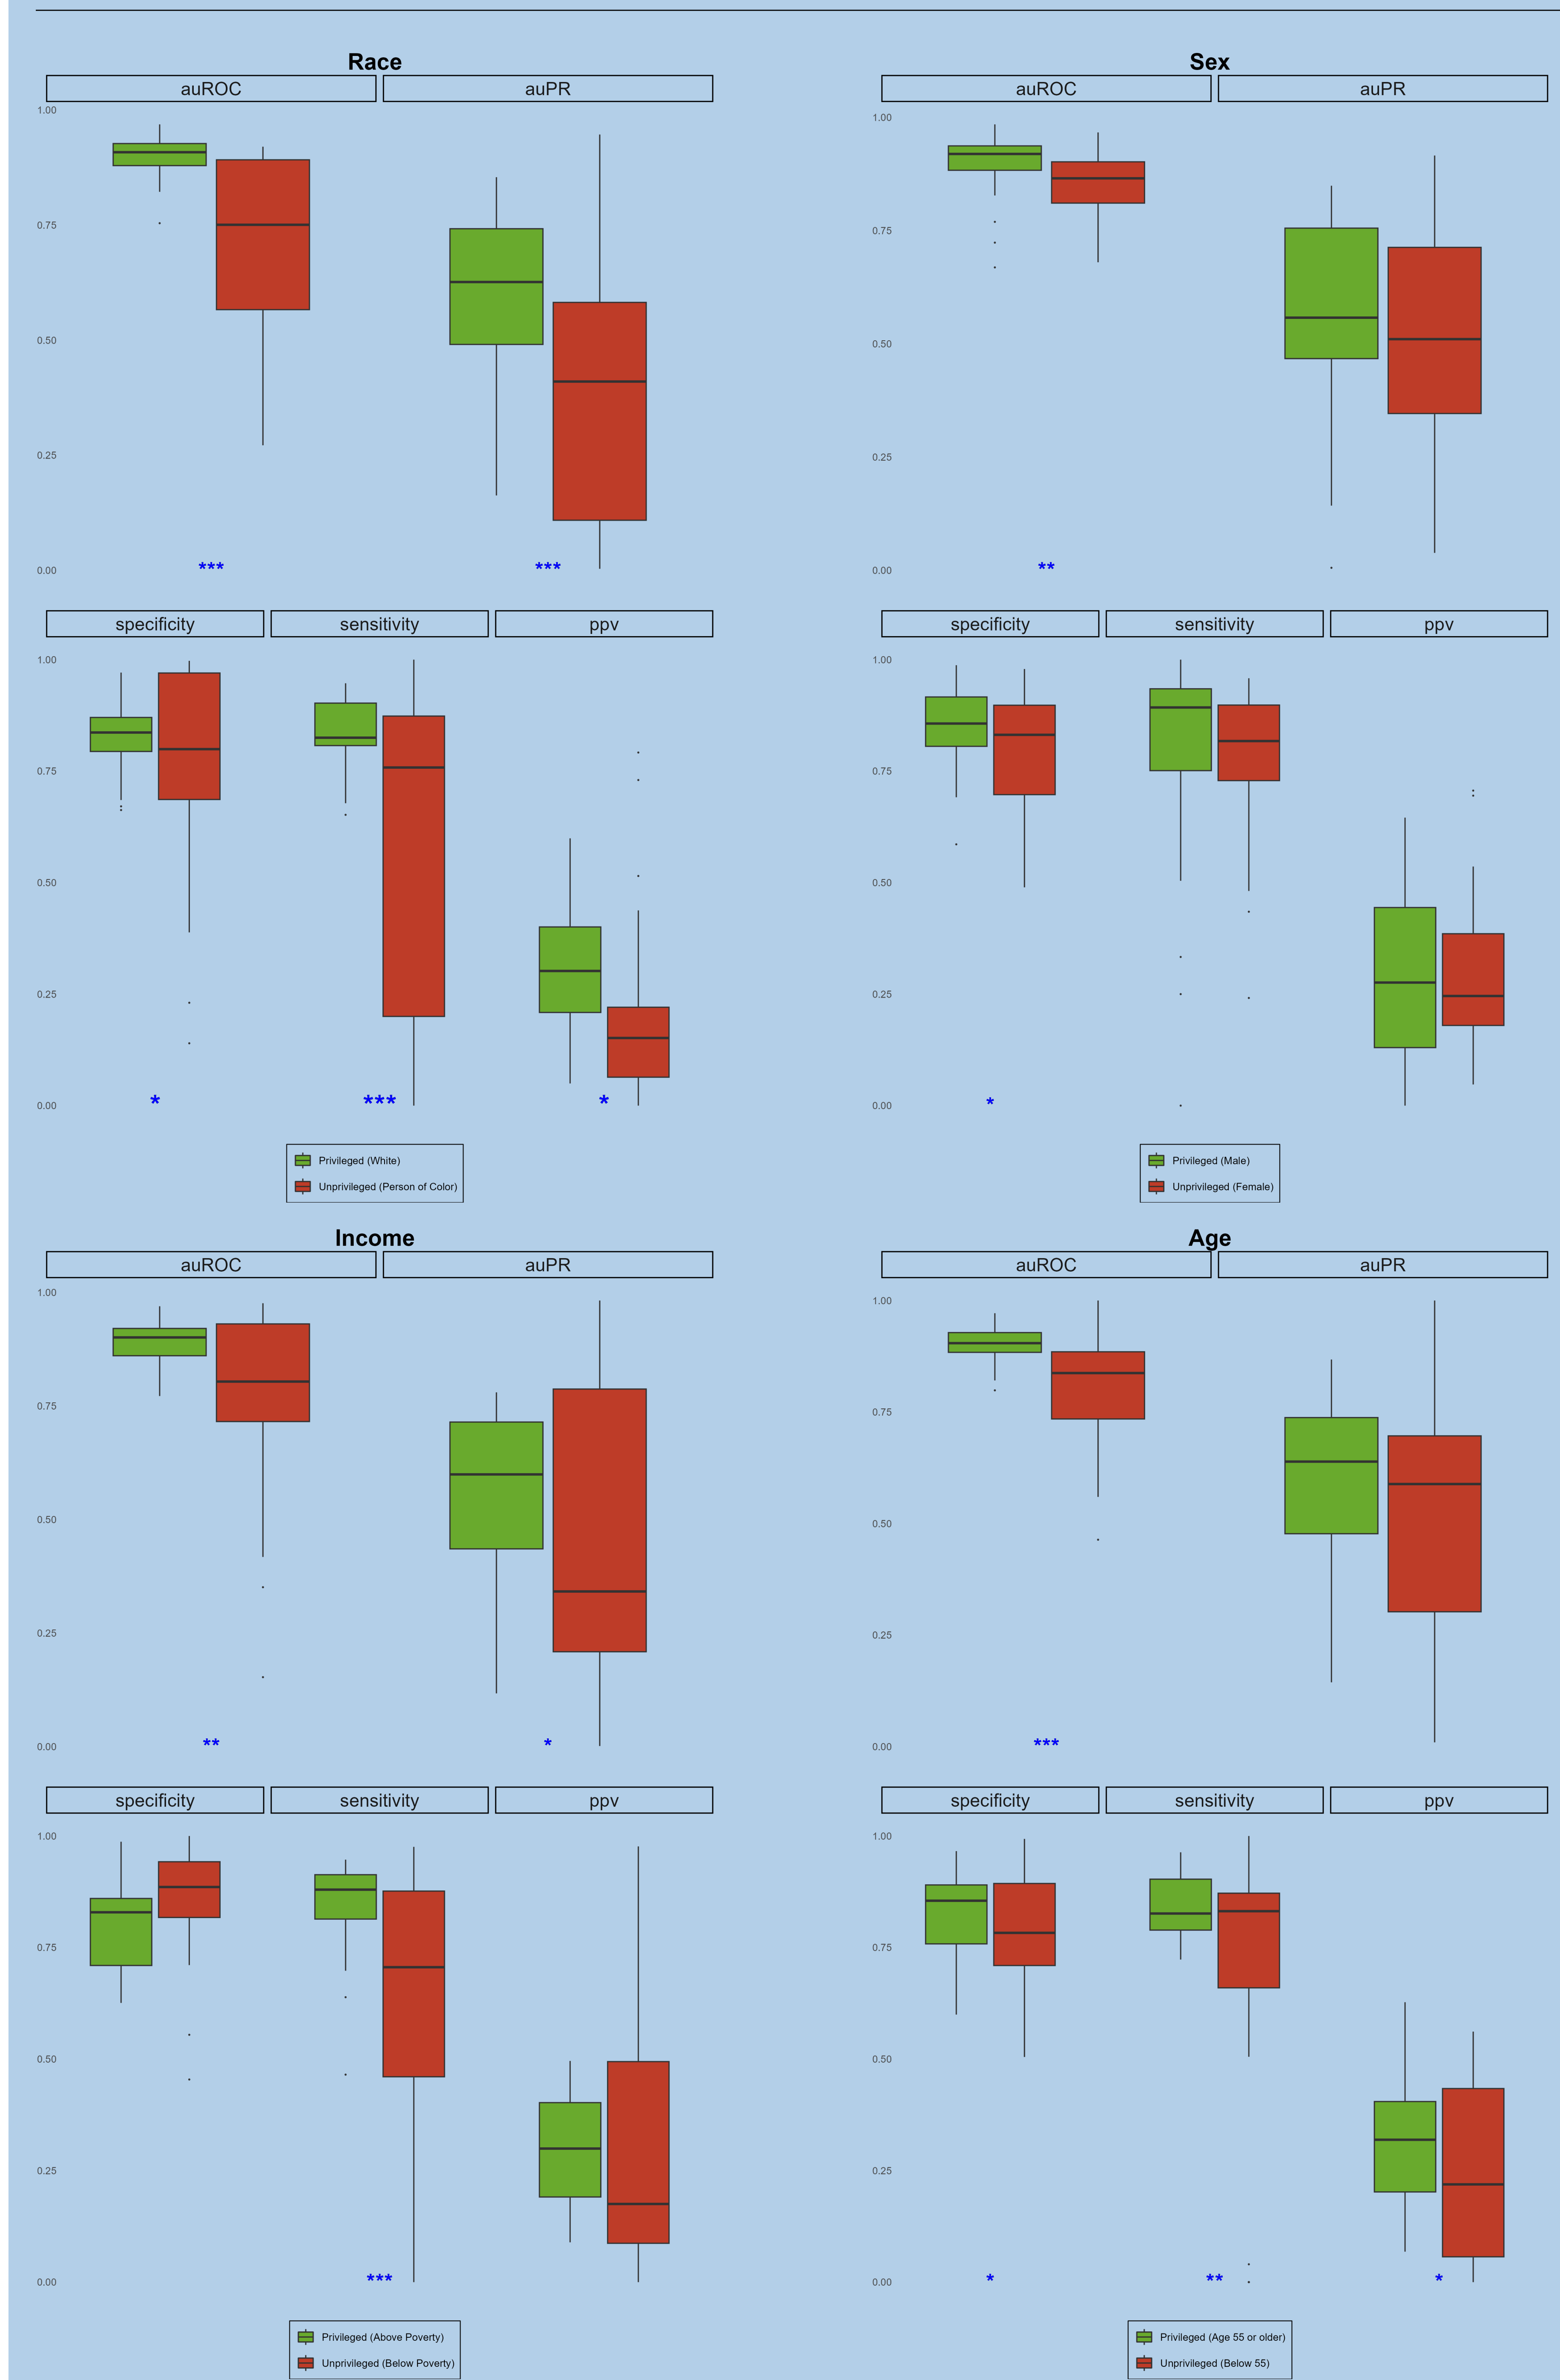 Race
auROC auPR
1.00
0.75
0.50
0.25
0.00
*** ***
specificity sensitivity ppv
1.00
0.75
0.50
0.25
0.00
* *** *
Privileged (White)
Unprivileged (Person of Color)
Sex
auROC auPR
1.00
0.75
0.50
0.25
0.00
**
specificity sensitivity ppv
1.00
0.75
0.50
0.25
0.00
*
Privileged (Male)
Unprivileged (Female)
Income
auROC auPR
1.00
0.75
0.50
0.25
0.00
** *
specificity sensitivity ppv
1.00
0.75
0.50
0.25
0.00
***
Privileged (Above Poverty)
Unprivileged (Below Poverty)
Age
auROC auPR
1.00
0.75
0.50
0.25
0.00
***
specificity sensitivity ppv
1.00
0.75
0.50
0.25
0.00
* ** *
Privileged (Age 55 or older)
Unprivileged (Below 55)